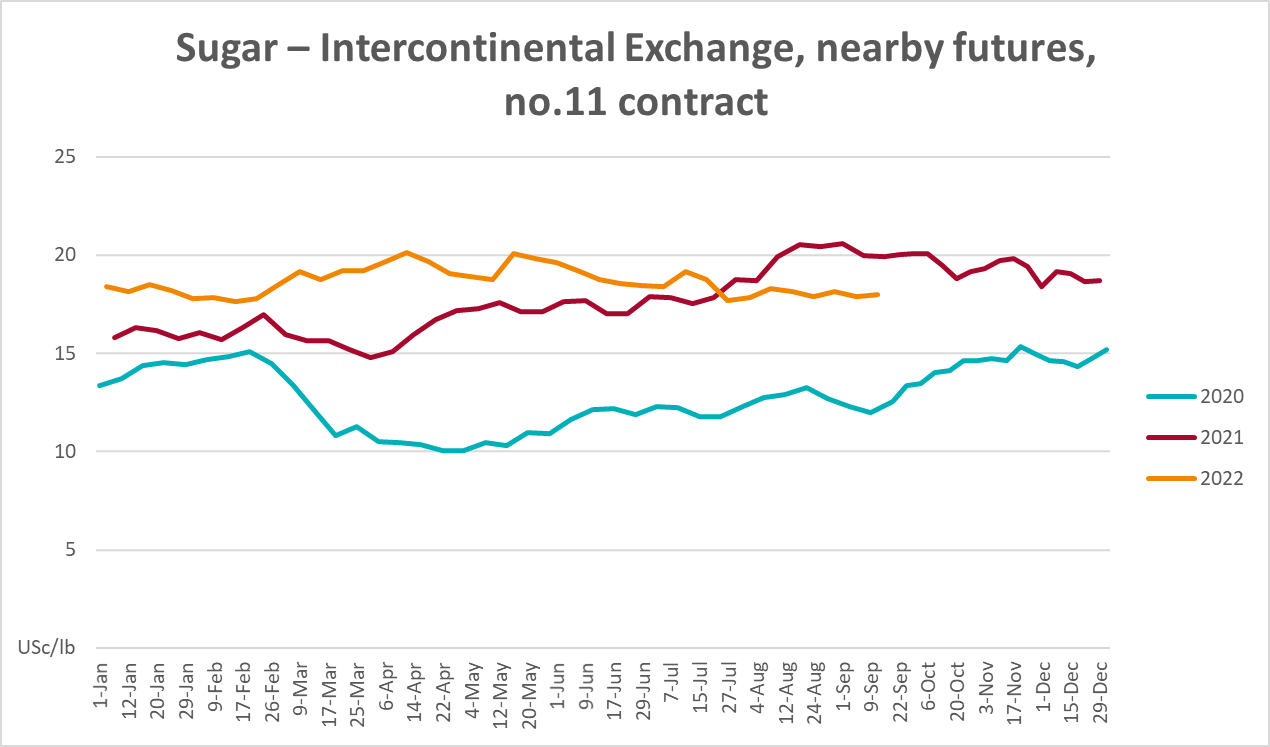 Sugar – Intercontinental Exchange, nearby futures,
no.11 contract
25
20
15
10
5
USc/lb
1-Jan
12-Jan
20-Jan
29-Jan
9-Feb
17-Feb
26-Feb
9-Mar
17-Mar
25-Mar
6-Apr
14-Apr
22-Apr
4-May
12-May
20-May
1-Jun
9-Jun
17-Jun
29-Jun
7-Jul
15-Jul
27-Jul
4-Aug
12-Aug
24-Aug
1-Sep
9-Sep
22-Sep
6-Oct
20-Oct
3-Nov
17-Nov
1-Dec
15-Dec
29-Dec
2020
2021
2022